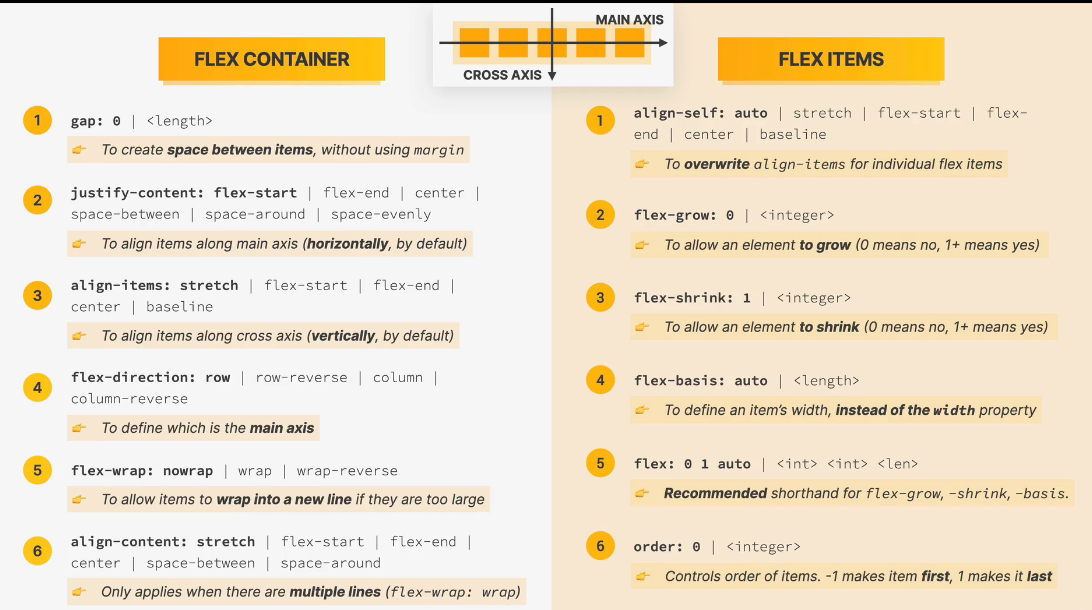 MAIN AXIS
CROSS AXIS
FLEX CONTAINER
1
gap: 0 | <length>
👉 To create space between items, without using margin
2
justify-content: flex-start | flex-end | center |
space-between | space-around | space-evenly
👉 To align items along main axis (horizontally, by default)
3
align-items: stretch | flex-start | flex-end |
center | baseline
👉 To align items along cross axis (vertically, by default)
4
flex-direction: row | row-reverse | column |
column-reverse
👉 To define which is the main axis
5
flex-wrap: nowrap | wrap | wrap-reverse
👉 To allow items to wrap into a new line if they are too large
6
align-content: stretch | flex-start | flex-end |
center | space-between | space-around
👉 Only applies when there are multiple lines (flex-wrap: wrap)
FLEX ITEMS
1
align-self: auto | stretch | flex-start | flex-
end | center | baseline
👉 To overwrite align-items for individual flex items
2
flex-grow: 0 | <integer>
👉 To allow an element to grow (0 means no, 1+ means yes)
3
flex-shrink: 1 | <integer>
👉 To allow an element to shrink (0 means no, 1+ means yes)
4
flex-basis: auto | <length>
👉 To define an item’s width, instead of the width property
5
flex: 0 1 auto | <int> <int> <len>
👉 Recommended shorthand for flex-grow, -shrink, -basis.
6
order: 0 | <integer>
👉 Controls order of items. -1 makes item first, 1 makes it last